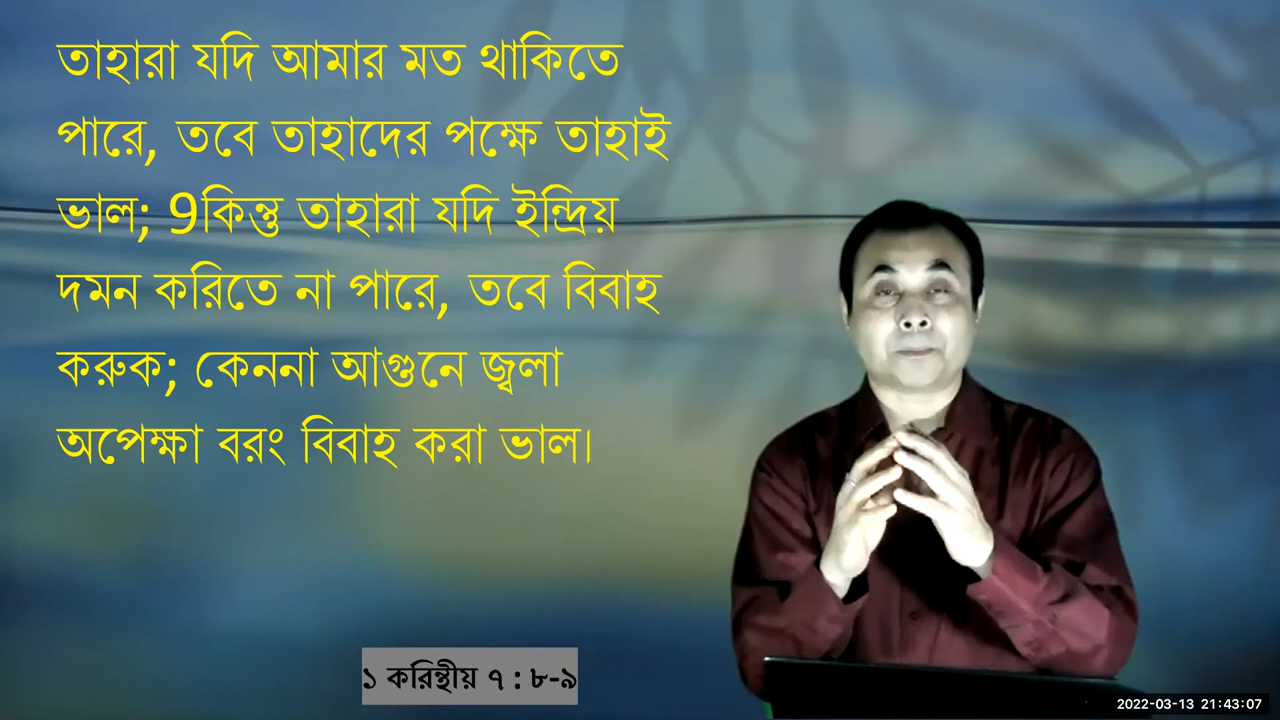 তাহারা যদি আমার মত থাকিতে
পারে, তবে তাহাদের পক্ষে তাহাই
ভাল; 9কিন্তু তাহারা যদি ইন্দ্রিয়
দমন করিতে না পারে, তবে বিবাহ
করুক; কেননা আগুনে জ্বলা
অপেক্ষা বরং বিবাহ করা ভাল।
১ করিন্থীয় ৭ : ৮-৯
2022-03-13 21:43:07